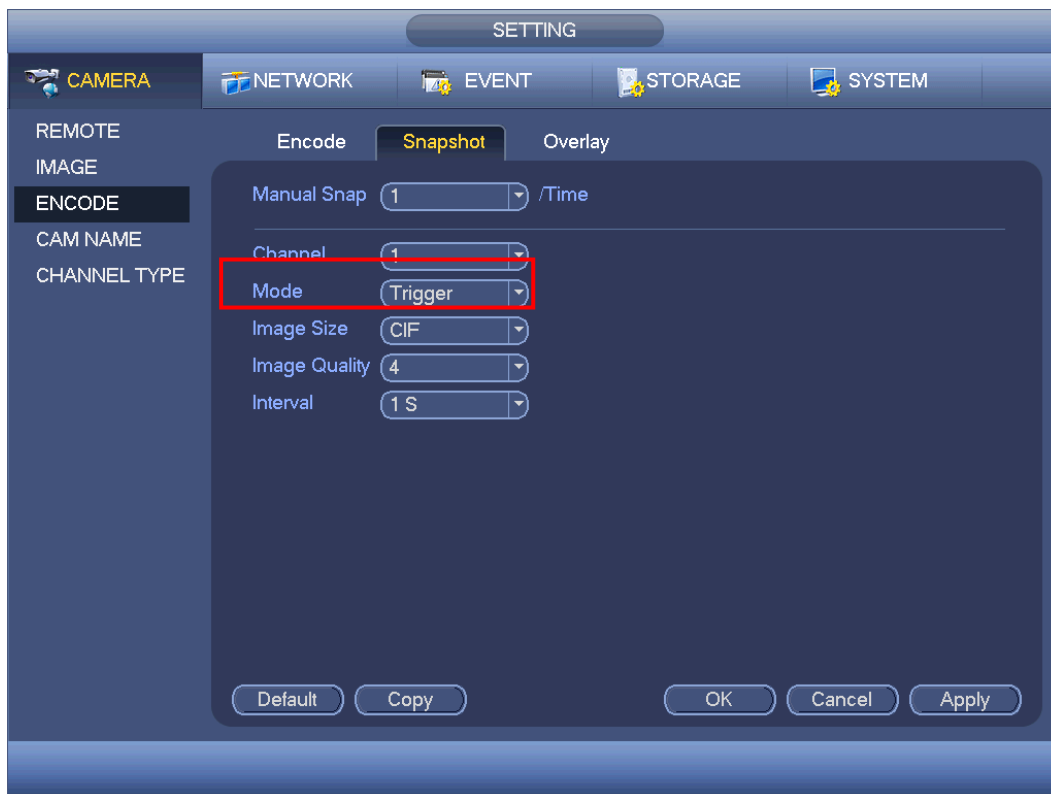 SETTING
CAMERA NETWORK EVENT STORAGE SYSTEM
REMOTE
IMAGE
ENCODE
CAM NAME
CHANNEL TYPE
Encode Snapshot Overlay
Manual Snap 1 /Time
Channel 1
Mode Trigger
Image Size CIF
Image Quality 4
Interval 1 S
Default Copy OK Cancel Apply